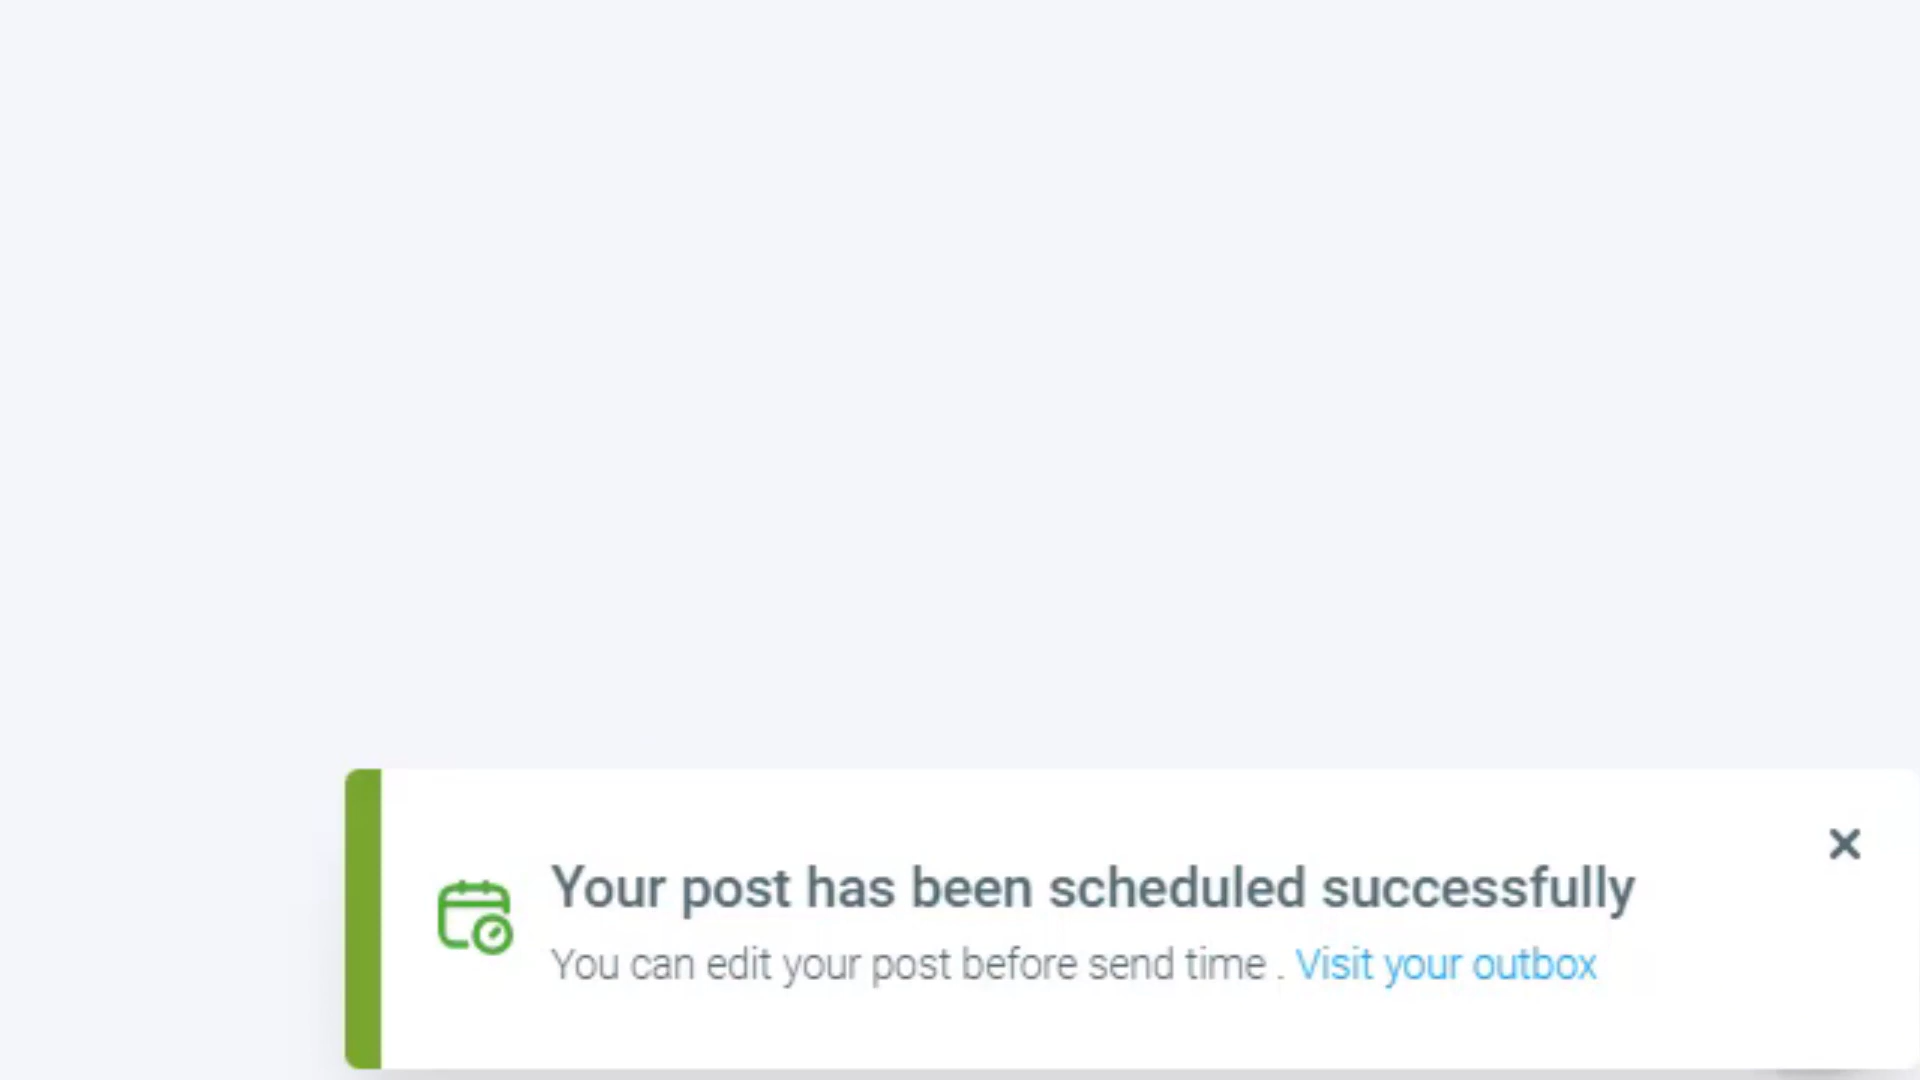 Your post has been scheduled successfully
You can edit your post before send time . Visit your outbox